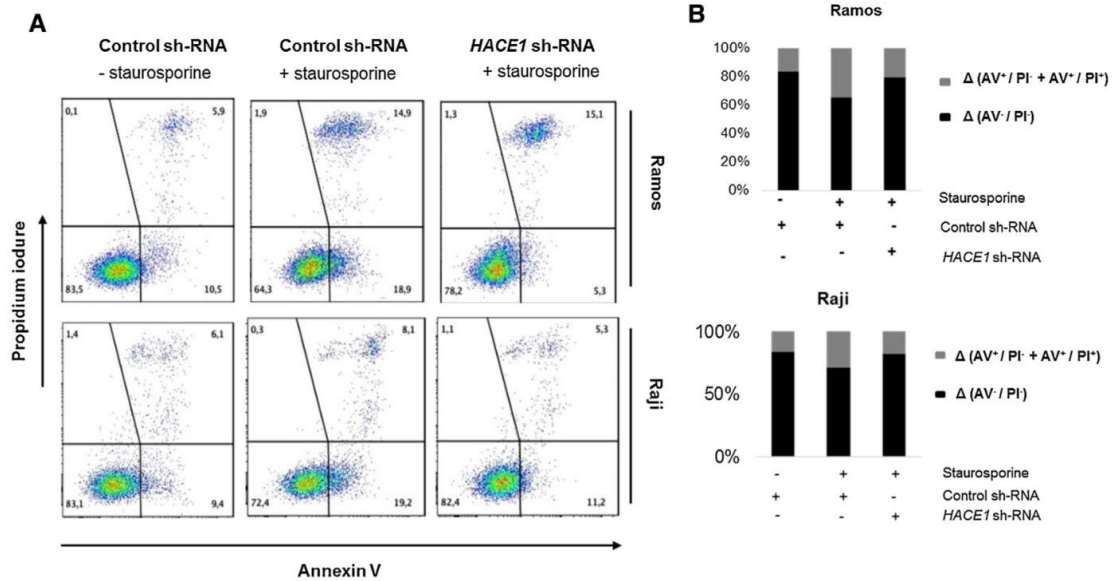 A
Control sh-RNA
- staurosporine
Control sh-RNA
+ staurosporine
HACE1 sh-RNA
+ staurosporine
Propidium iodure
0,1 5,9
83,5 10,5
1,9 14,9
64,3 18,9
1,3 15,1
78,2 5,3
Ramos
1,4 6,1
83,1 9,4
0,3 8,1
72,4 19,2
1,1 5,3
82,4 11,2
Raji
Annexin V
B
Ramos
100%
80%
60%
40%
20%
0%
Δ (AV⁺ / PI⁻ + AV⁺ / PI⁺)
Δ (AV⁻ / PI⁻)
- + + Staurosporine
+ + - Control sh-RNA
- - + HACE1 sh-RNA
Raji
100%
50%
0%
Δ (AV⁺ / PI⁻ + AV⁺ / PI⁺)
Δ (AV⁻ / PI⁻)
- + + Staurosporine
+ + - Control sh-RNA
- - + HACE1 sh-RNA